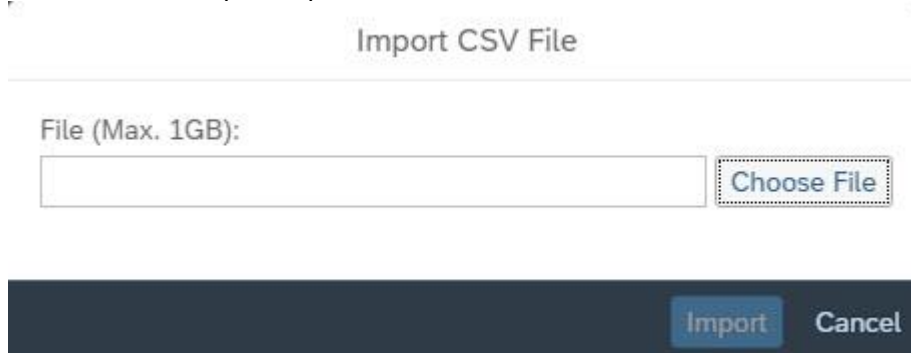 Import CSV File
File (Max. 1GB):
Choose File
Import Cancel